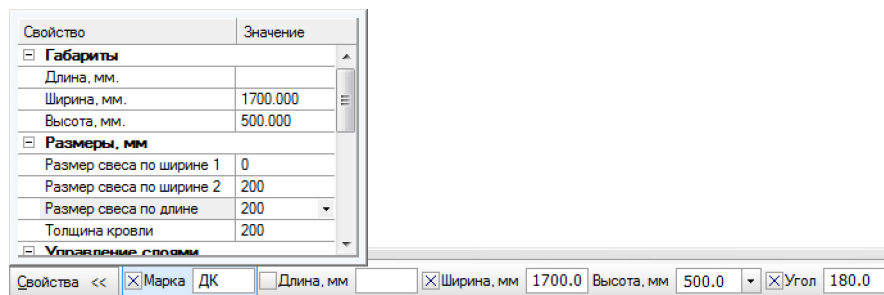 Свойство Значение
Габариты
Длина, мм.
Ширина, мм. 1700.000
Высота, мм. 500.000
Размеры, мм
Размер свеса по ширине 1 0
Размер свеса по ширине 2 200
Размер свеса по длине 200
Толщина кровли 200
Управление слоями
Свойства << Марка ДК Длина, мм Ширина, мм 1700.0 Высота, мм 500.0 Угол 180.0